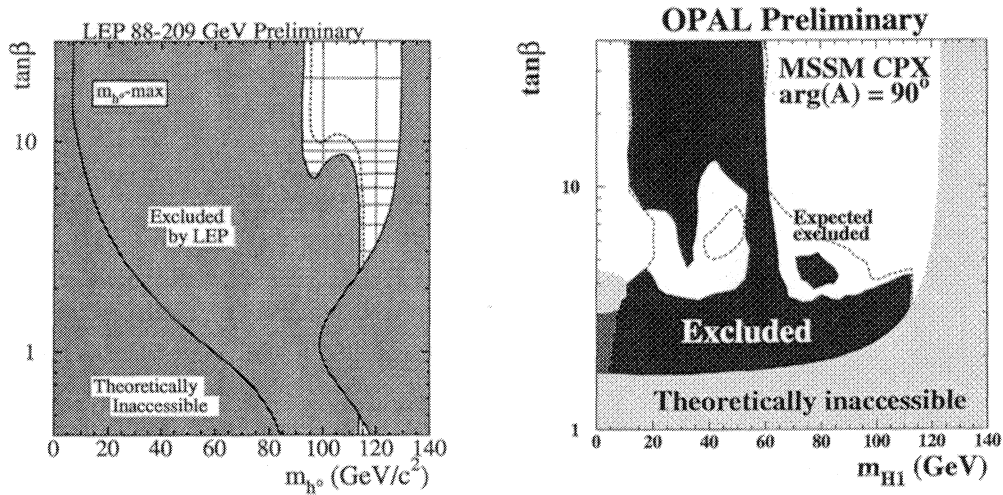 LEP 88-209 GeV Preliminary
tanβ
m_h°-max
10
Excluded
by LEP
1
Theoretically
Inaccessible
0 20 40 60 80 100 120 140
m_h° (GeV/c²)
OPAL Preliminary
tanβ
MSSM CPX
arg(A) = 90°
10
Expected
excluded
Excluded
Theoretically inaccessible
1
0 20 40 60 80 100 120 140
m_H1 (GeV)